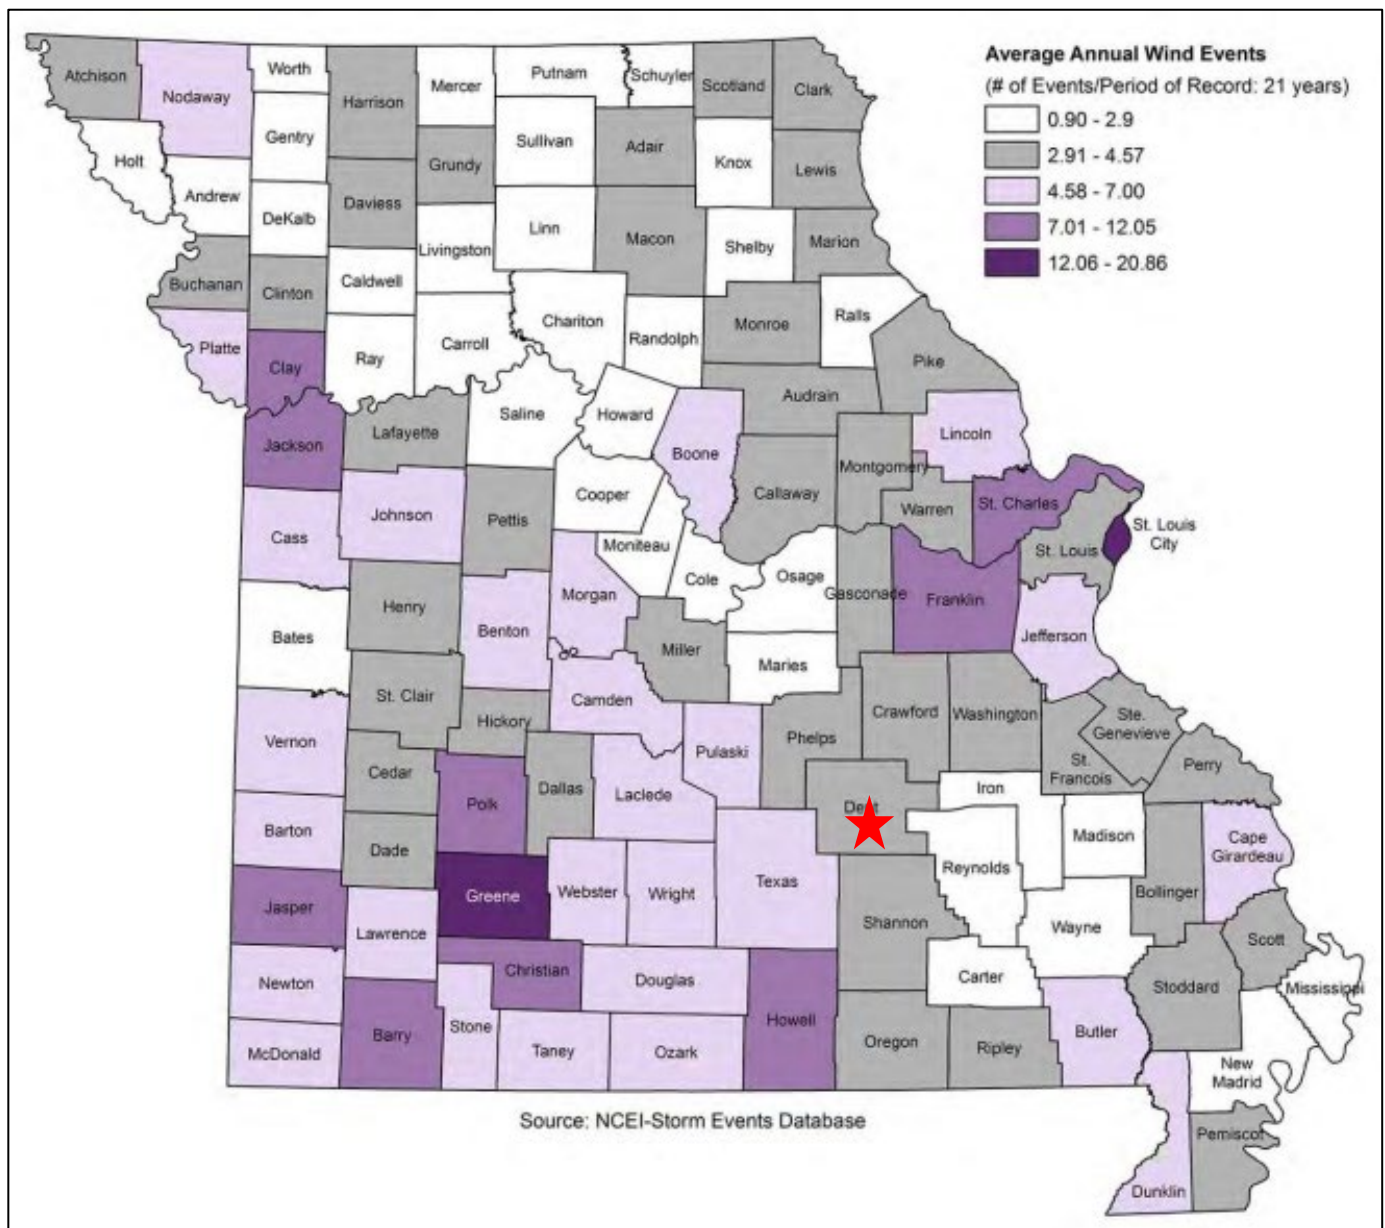 Average Annual Wind Events
(# of Events/Period of Record: 21 years)
0.90 - 2.9
2.91 - 4.57
4.58 - 7.00
7.01 - 12.05
12.06 - 20.86
Atchison
Nodaway
Worth
Harrison
Mercer
Putnam
Schuyler
Scotland
Clark
Holt
Gentry
Grundy
Sullivan
Adair
Knox
Lewis
Andrew
DeKalb
Daviess
Livingston
Linn
Macon
Shelby
Marion
Buchanan
Clinton
Caldwell
Carroll
Chariton
Randolph
Monroe
Ralls
Pike
Platte
Clay
Ray
Saline
Howard
Audrain
Lincoln
Jackson
Lafayette
Boone
Montgomery
Callaway
Warren
St. Charles
St. Louis
St. Louis
City
Cass
Johnson
Pettis
Cooper
Moniteau
Cole
Osage
Gasconade
Franklin
Jefferson
Bates
Henry
Benton
Morgan
Miller
Maries
St. Clair
Hickory
Camden
Pulaski
Phelps
Crawford
Washington
Ste.
Genevieve
St.
Francois
Perry
Vernon
Cedar
Polk
Dallas
Laclede
Dent
Iron
Madison
Cape
Girardeau
Barton
Dade
Greene
Webster
Wright
Texas
Reynolds
Bollinger
Jasper
Lawrence
Christian
Douglas
Shannon
Wayne
Scott
Carter
Stoddard
Mississippi
Newton
McDonald
Barry
Stone
Taney
Ozark
Howell
Oregon
Ripley
Butler
New
Madrid
Pemiscot
Dunklin
Source: NCEI-Storm Events Database